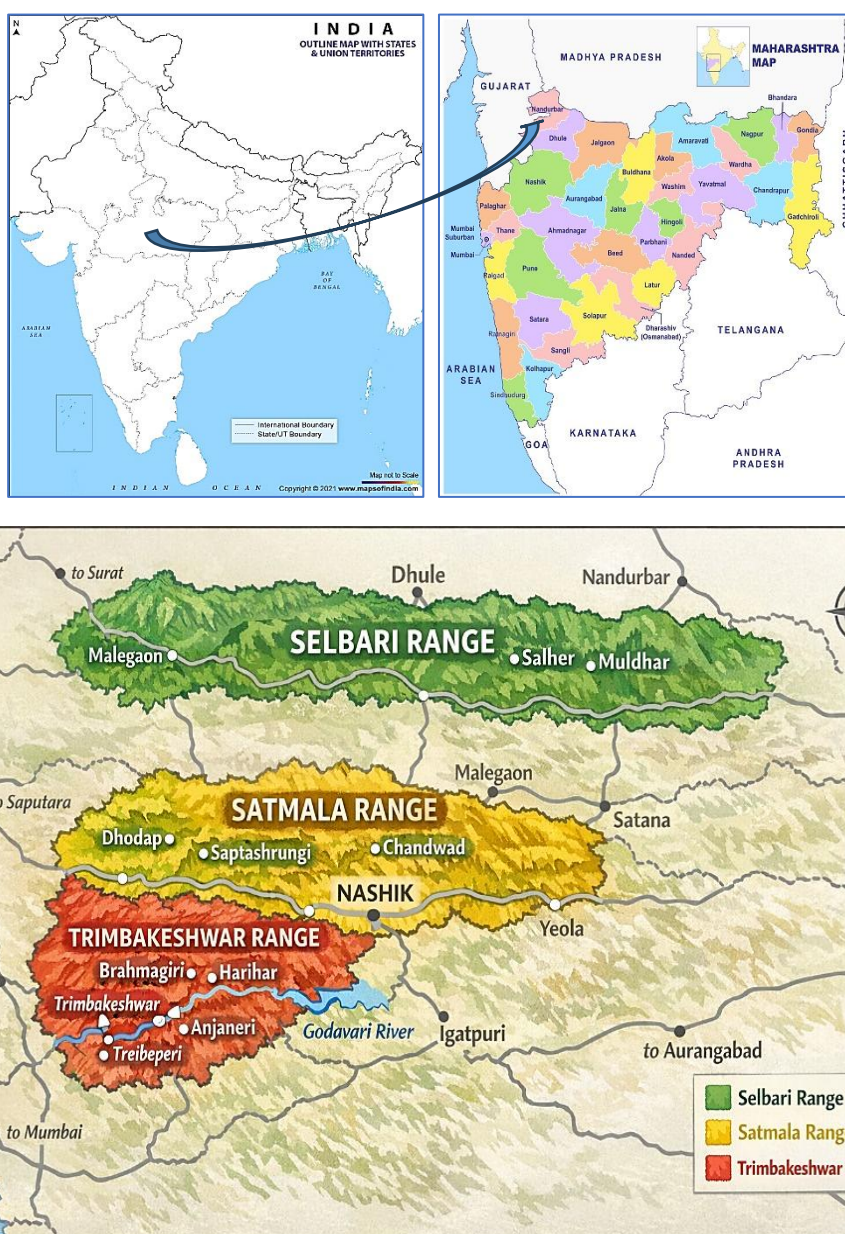 N
INDIA
OUTLINE MAP WITH STATES
& UNION TERRITORIES
ARABIAN
SEA
BAY
OF
BENGAL
International Boundary
State/UT Boundary
Map not to Scale
INDIAN OCEAN
Copyright © 2021 www.mapsofindia.com
MAHARASHTRA
MAP
MADHYA PRADESH
GUJARAT
Nandurbar
Dhule
Jalgaon
Buldhana
Akola
Amaravati
Wardha
Nagpur
Bhandara
Gondia
Nashik
Aurangabad
Jalna
Washim
Yavatmal
Chandrapur
Gadchiroli
Hingoli
Palaghar
Thane
Mumbai
Suburban
Mumbai
Ahmadnagar
Parbhani
Nanded
Beed
Raigad
Pune
Latur
Satara
Solapur
Dharashiv
(Osmanabad)
Ratnagiri
Sangli
Kolhapur
Sindhudurg
ARABIAN
SEA
GOA
KARNATAKA
TELANGANA
ANDHRA
PRADESH
to Surat
Dhule
Nandurbar
SELBARI RANGE
Malegaon
Salher
Muldhar
Malegaon
Saputara
SATMALA RANGE
Satana
Dhodap
Saptashrungi
Chandwad
NASHIK
Yeola
TRIMBAKESHWAR RANGE
Brahmagiri
Harihar
Trimbakeshwar
Anjaneri
Godavari River
Igatpuri
Treibeperi
to Aurangabad
to Mumbai
Selbari Range
Satmala Rang
Trimbakeshwar